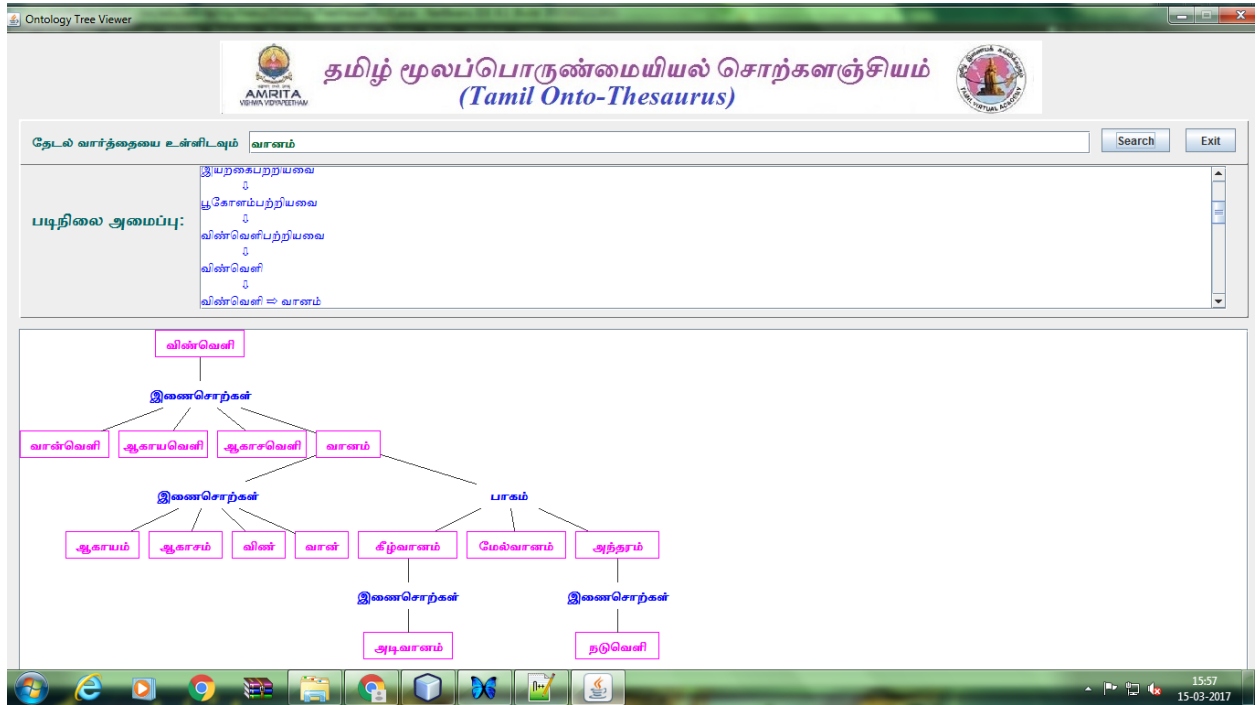 Ontology Tree Viewer
தமிழ் மூலப்பொருண்மையியல் சொற்களஞ்சியம்
(Tamil Onto-Thesaurus)
AMRITA
VISHWA VIDYAPEETHAM
தேடல் வார்த்தையை உள்ளிடவும் வானம் Search Exit
படிநிலை அமைப்பு:
இயற்கைபற்றியவை
⇩
பூகோளம்பற்றியவை
⇩
விண்வெளிபற்றியவை
⇩
விண்வெளி
⇩
விண்வெளி ⇨ வானம்
விண்வெளி
இணைசொற்கள்
வான்வெளி ஆகாயவெளி ஆகாசவெளி வானம்
இணைசொற்கள் பாகம்
ஆகாயம் ஆகாசம் விண் வான் கீழ்வானம் மேல்வானம் அந்தரம்
இணைசொற்கள் இணைசொற்கள்
அடிவானம் நடுவெளி
15:57
15-03-2017